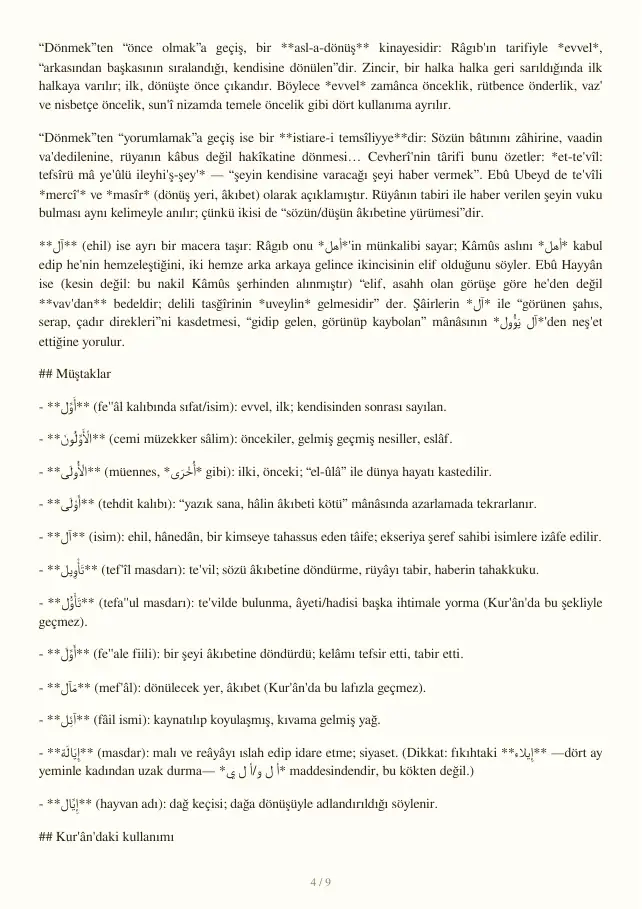 “Dönmek”ten “önce olmak”a geçiş, bir **asl-a-dönüş** kinayesidir: Râgıb'ın tarifiyle *evvel*,
“arkasından başkasının sıralandığı, kendisine dönülen”dir. Zincir, bir halka halka geri sarıldığında ilk
halkaya varılır; ilk, dönüşte önce çıkandır. Böylece *evvel* zamânca önceklik, rütbence önderlik, vaz'
ve nisbetçe öncelik, sun'î nizamda temele öncelik gibi dört kullanıma ayrılır.
“Dönmek”ten “yorumlamak”a geçiş ise bir **istiare-i temsîliyye**dir: Sözün bâtınını zâhirine, vaadin
va'dedilenine, rüyanın kâbus değil hakîkatine dönmesi… Cevherî'nin târifi bunu özetler: *et-te'vîl:
tefsîrü mâ ye'ûlü ileyhi'ş-şey'* — “şeyin kendisine varacağı şeyi haber vermek”. Ebû Ubeyd de te'vîli
*mercî'* ve *masîr* (dönüş yeri, âkıbet) olarak açıklamıştır. Rüyânın tabiri ile haber verilen şeyin vuku
bulması aynı kelimeyle anılır; çünkü ikisi de “sözün/düşün âkıbetine yürümesi”dir.
**آل** (ehil) ise ayrı bir macera taşır: Râgıb onu *أهل*'in münkalibi sayar; Kâmûs aslını *أهل* kabul
edip he'nin hemzeleştiğini, iki hemze arka arkaya gelince ikincisinin elif olduğunu söyler. Ebû Hayyân
ise (kesin değil: bu nakil Kâmûs şerhinden alınmıştır) “elif, asahh olan görüşe göre he'den değil
**vav'dan** bedeldir; delili tasğîrinin *uveylin* gelmesidir” der. Şâirlerin *آل* ile “görünen şahıs,
serap, çadır direkleri”ni kasdetmesi, “gidip gelen, görünüp kaybolan” mânâsının *آل يَؤُول*'den neş'et
ettiğine yorulur.
## Müştaklar
- **أَوَّل** (fe''âl kalıbında sıfat/isim): evvel, ilk; kendisinden sonrası sayılan.
- **الْأَوَّلُونَ** (cemi müzekker sâlim): öncekiler, gelmiş geçmiş nesiller, eslâf.
- **الْأُولَى** (müennes, *أُخْرَى* gibi): ilki, önceki; “el-ûlâ” ile dünya hayatı kastedilir.
- **أَوْلَى** (tehdit kalıbı): “yazık sana, hâlin âkıbeti kötü” mânâsında azarlamada tekrarlanır.
- **آل** (isim): ehil, hânedân, bir kimseye tahassus eden tâife; ekseriya şeref sahibi isimlere izâfe edilir.
- **تَأْوِيل** (tef'îl masdarı): te'vil; sözü âkıbetine döndürme, rüyâyı tabir, haberin tahakkuku.
- **تَأَوُّل** (tefa''ul masdarı): te'vilde bulunma, âyeti/hadisi başka ihtimale yorma (Kur'ân'da bu şekliyle
geçmez).
- **أَوَّلَ** (fe''ale fiili): bir şeyi âkıbetine döndürdü; kelâmı tefsir etti, tabir etti.
- **مَآل** (mef'âl): dönülecek yer, âkıbet (Kur'ân'da bu lafızla geçmez).
- **آئِل** (fâil ismi): kaynatılıp koyulaşmış, kıvama gelmiş yağ.
- **إِيَالَة** (masdar): malı ve reâyâyı ıslah edip idare etme; siyaset. (Dikkat: fıkıhtaki **إيلاء** —dört ay
yeminle kadından uzak durma— *أ ل و/أ ل ي* maddesindendir, bu kökten değil.)
- **إِيَّال** (hayvan adı): dağ keçisi; dağa dönüşüyle adlandırıldığı söylenir.
## Kur'ân'daki kullanımı
4 / 9